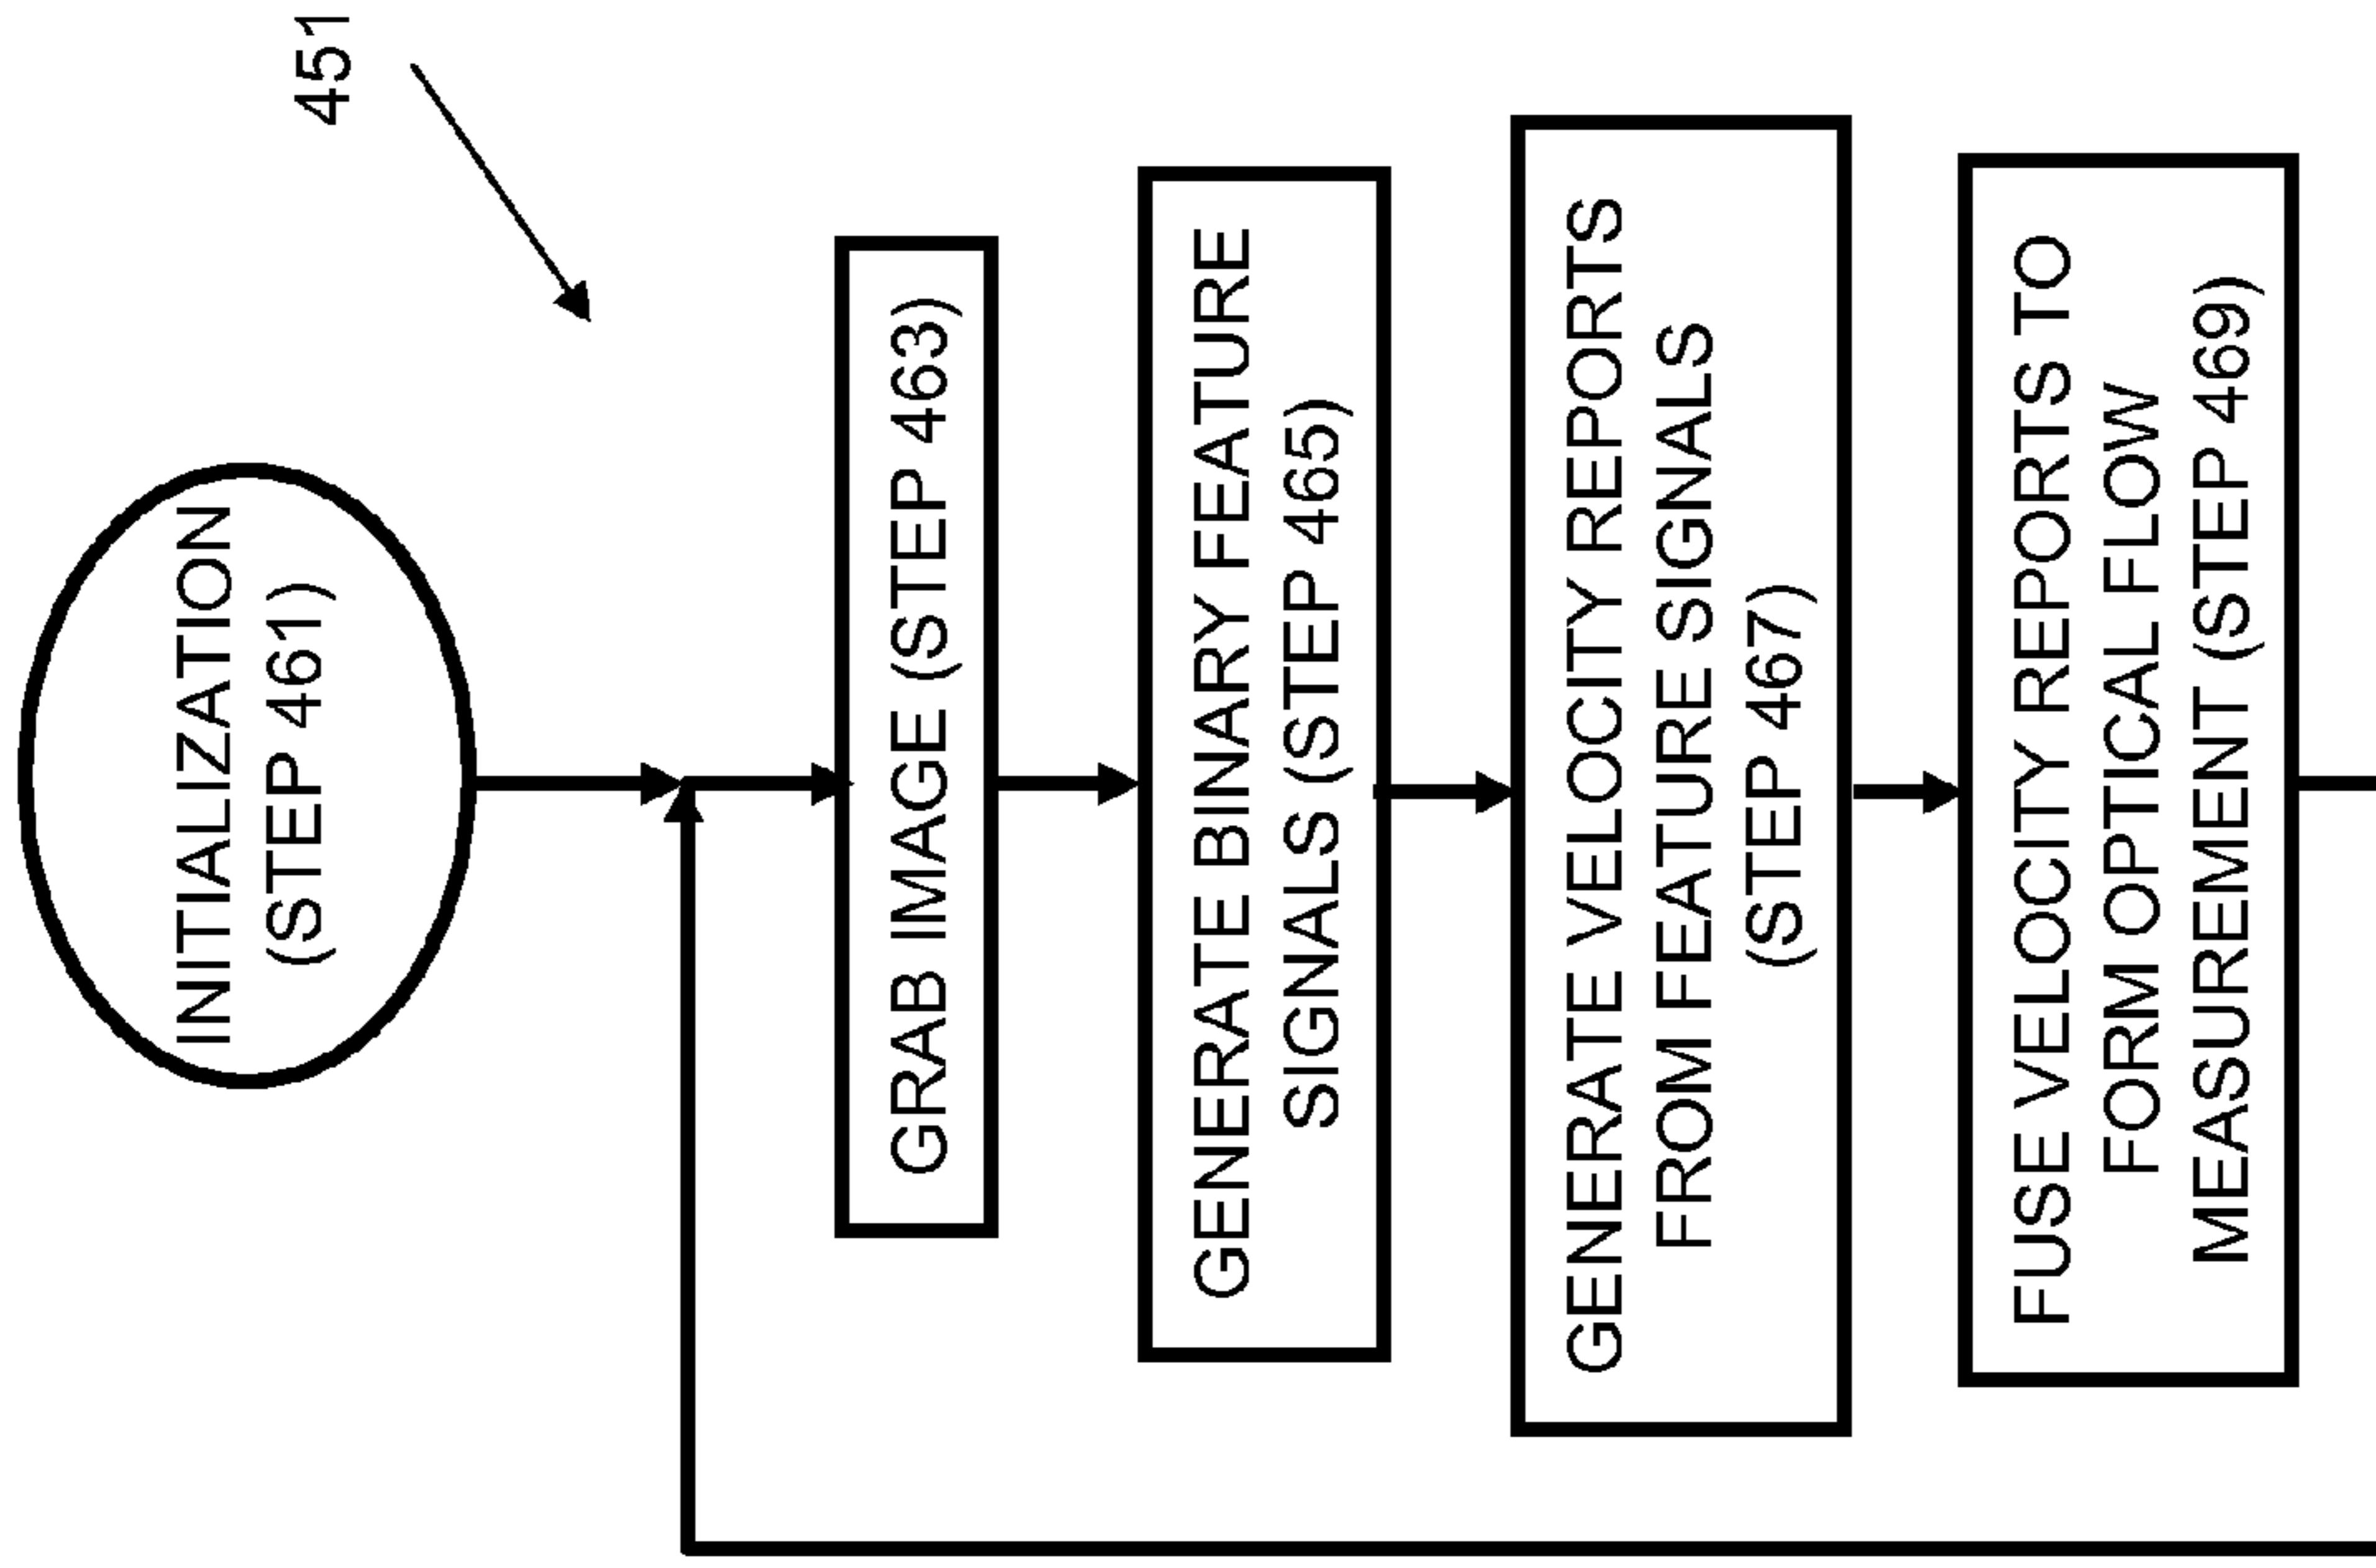 451
INITIALIZATION
(STEP 461)
GRAB IMAGE (STEP 463)
GENERATE BINARY FEATURE
SIGNALS (STEP 465)
GENERATE VELOCITY REPORTS
FROM FEATURE SIGNALS
(STEP 467)
FUSE VELOCITY REPORTS TO
FORM OPTICAL FLOW
MEASUREMENT (STEP 469)